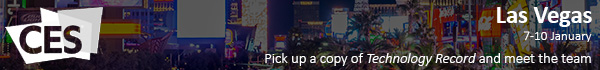 CES
Las Vegas
7-10 January
Pick up a copy of Technology Record and meet the team